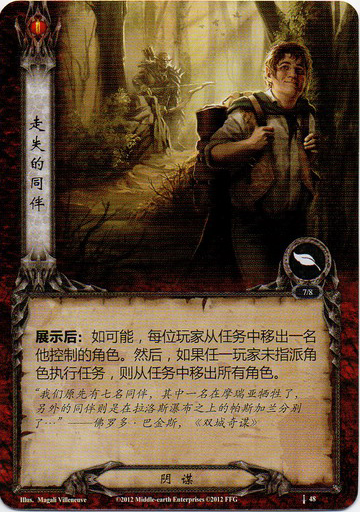 走失的同伴
7/8
展示后：如可能，每位玩家从任务中移出一名
他控制的角色。然后，如果任一玩家未指派角
色执行任务，则从任务中移出所有角色。
“我们原先有七名同伴，其中一名在摩瑞亚牺牲了，
另外的同伴则是在拉洛斯瀑布之上的帕斯加兰分别
了…”——佛罗多·巴金斯，《双城奇谋》
阴谋
Illus. Magali Villeneuve
©2012 Middle-earth Enterprises ©2012 FFG
48